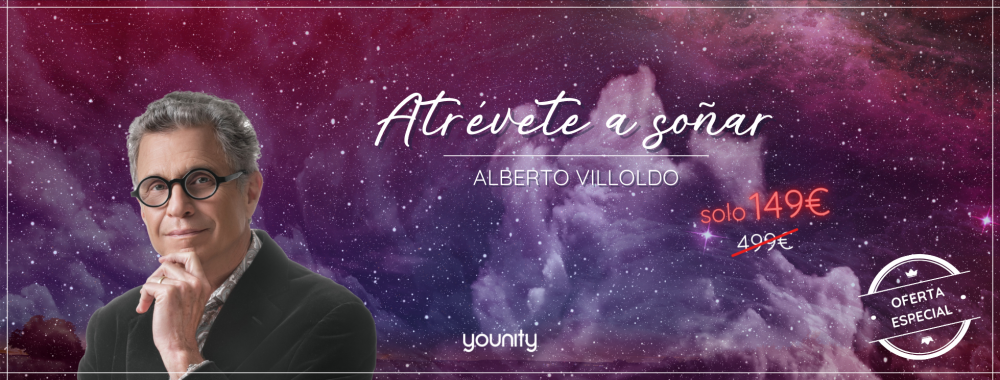 Atrévete a soñar
ALBERTO VILLOLDO
solo 149€
499€
OFERTA
ESPECIAL
younity